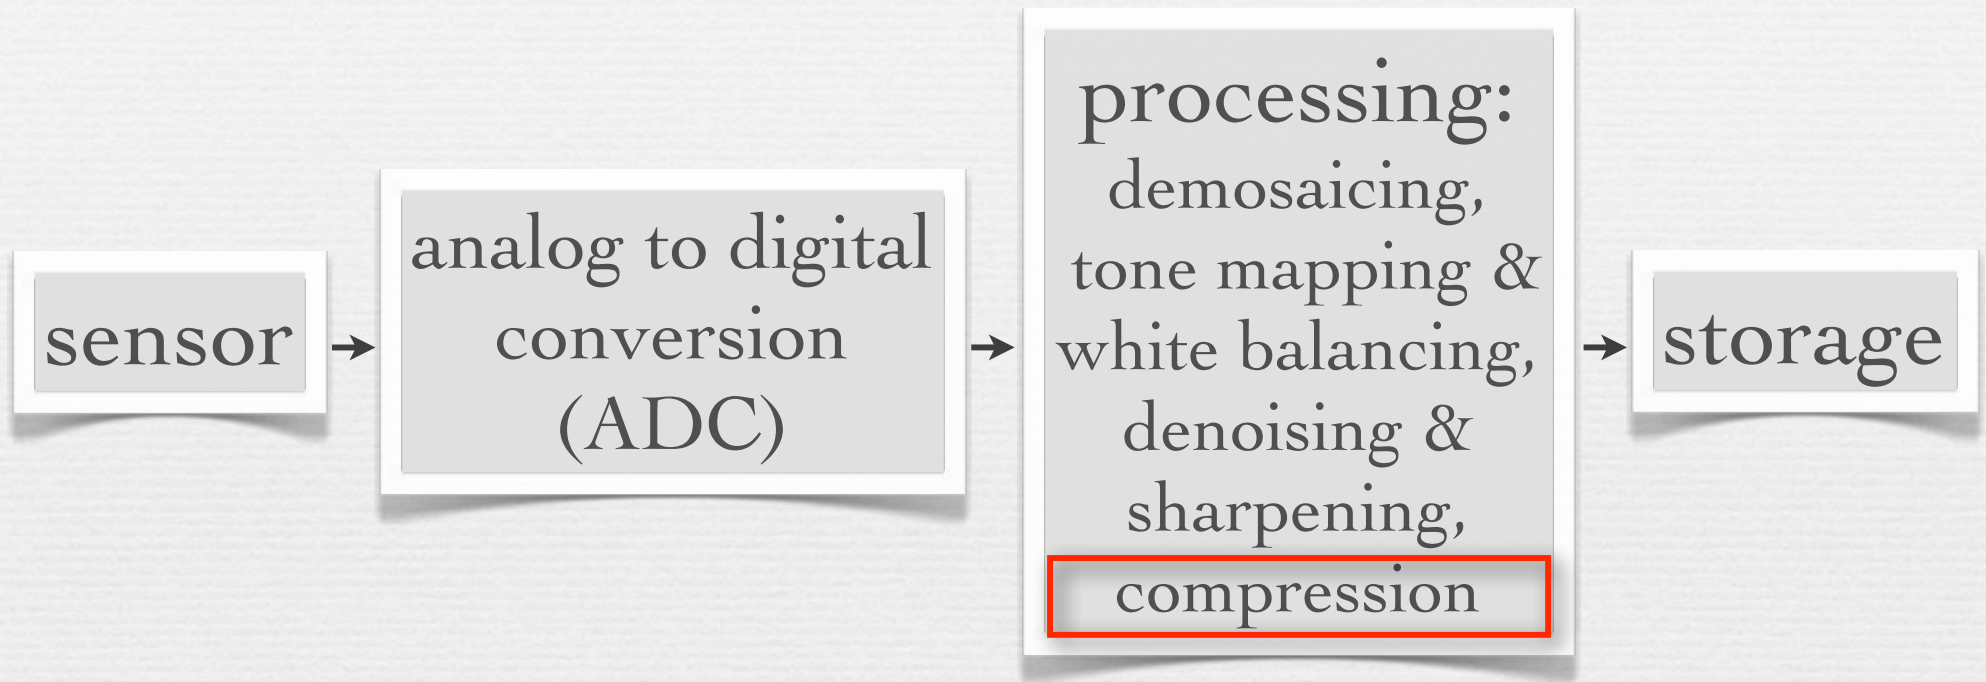 sensor
analog to digital
conversion
(ADC)
processing:
demosaicing,
tone mapping &
white balancing,
denoising &
sharpening,
compression
storage